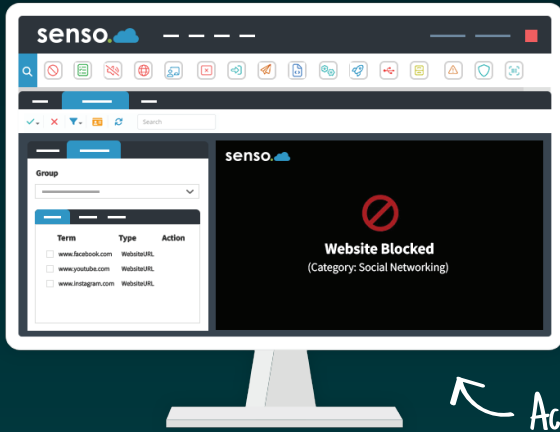 senso.
Search
Group
Term Type Action
www.facebook.com WebsiteURL
www.youtube.com WebsiteURL
www.instagram.com WebsiteURL
senso.
Website Blocked
(Category: Social Networking)